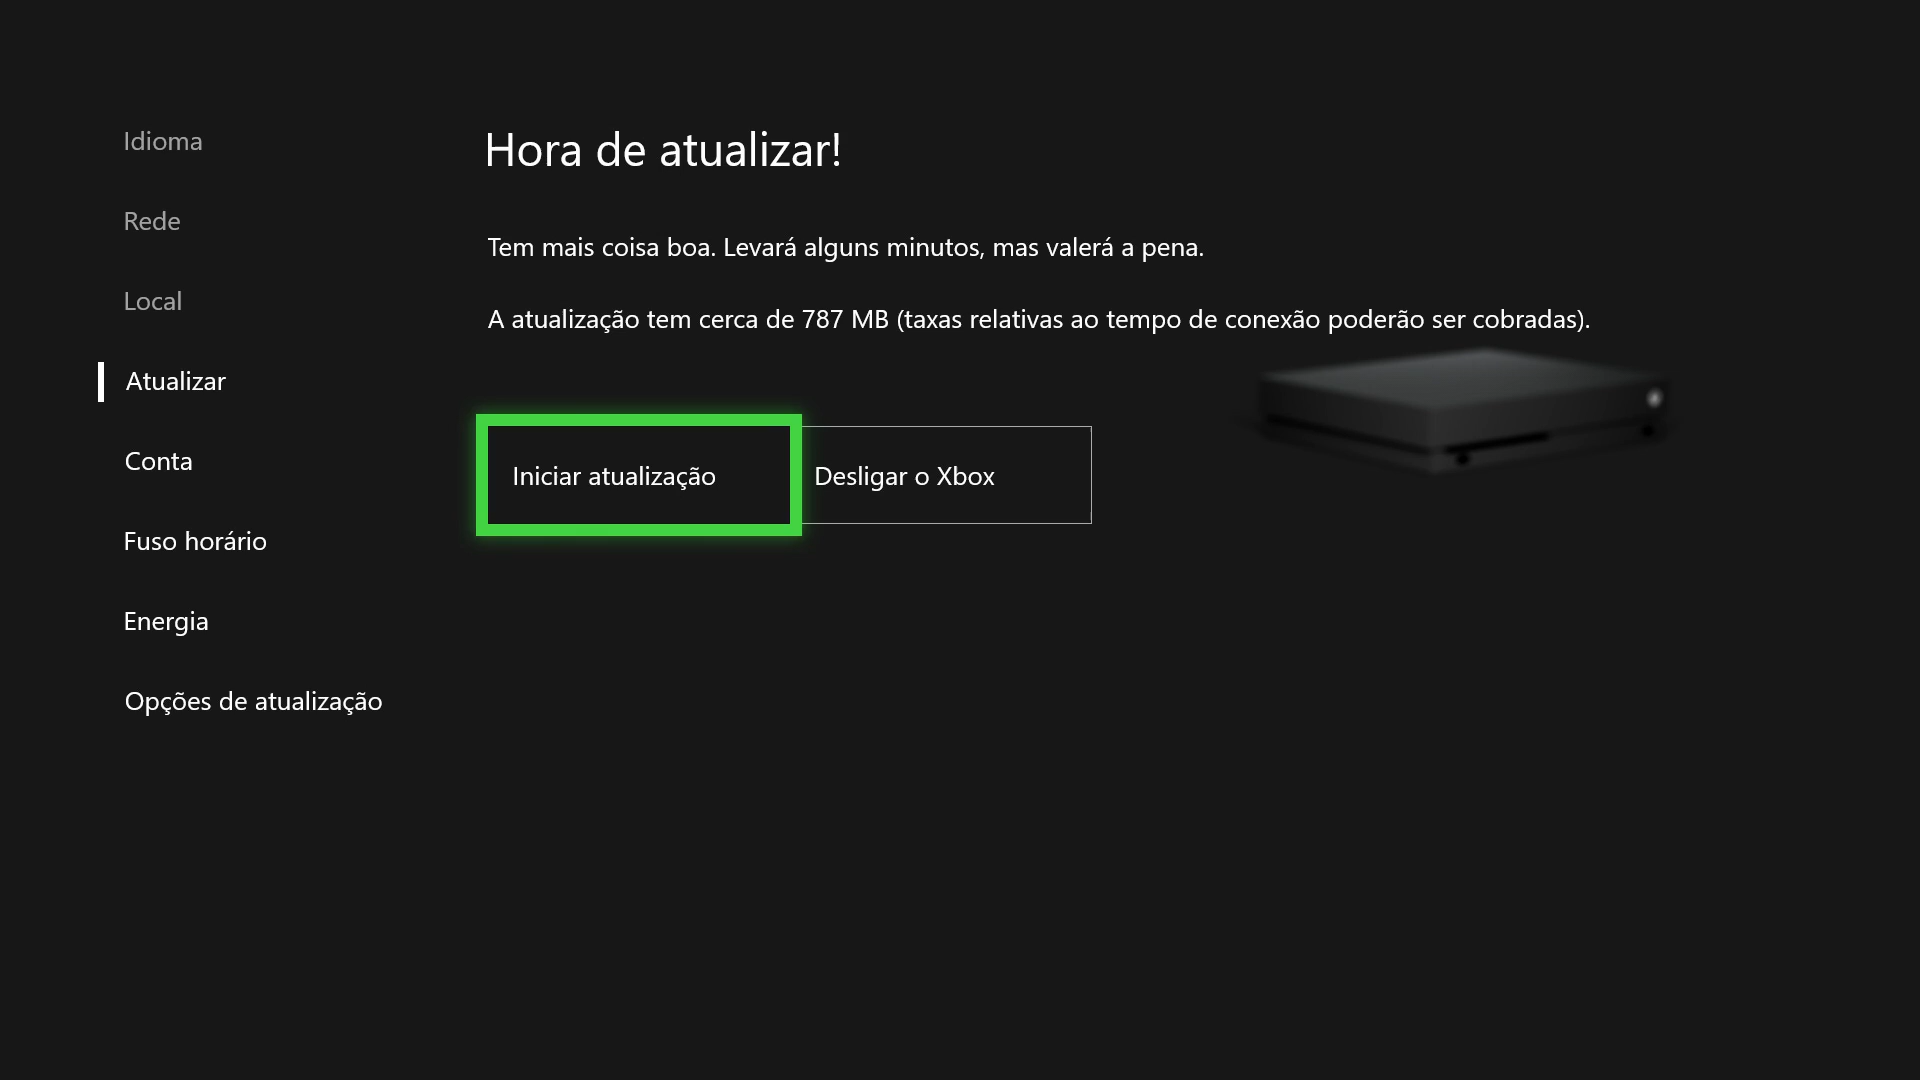 Idioma
Rede
Local
Atualizar
Conta
Fuso horário
Energia
Opções de atualização
Hora de atualizar!
Tem mais coisa boa. Levará alguns minutos, mas valerá a pena.
A atualização tem cerca de 787 MB (taxas relativas ao tempo de conexão poderão ser cobradas).
Iniciar atualização
Desligar o Xbox